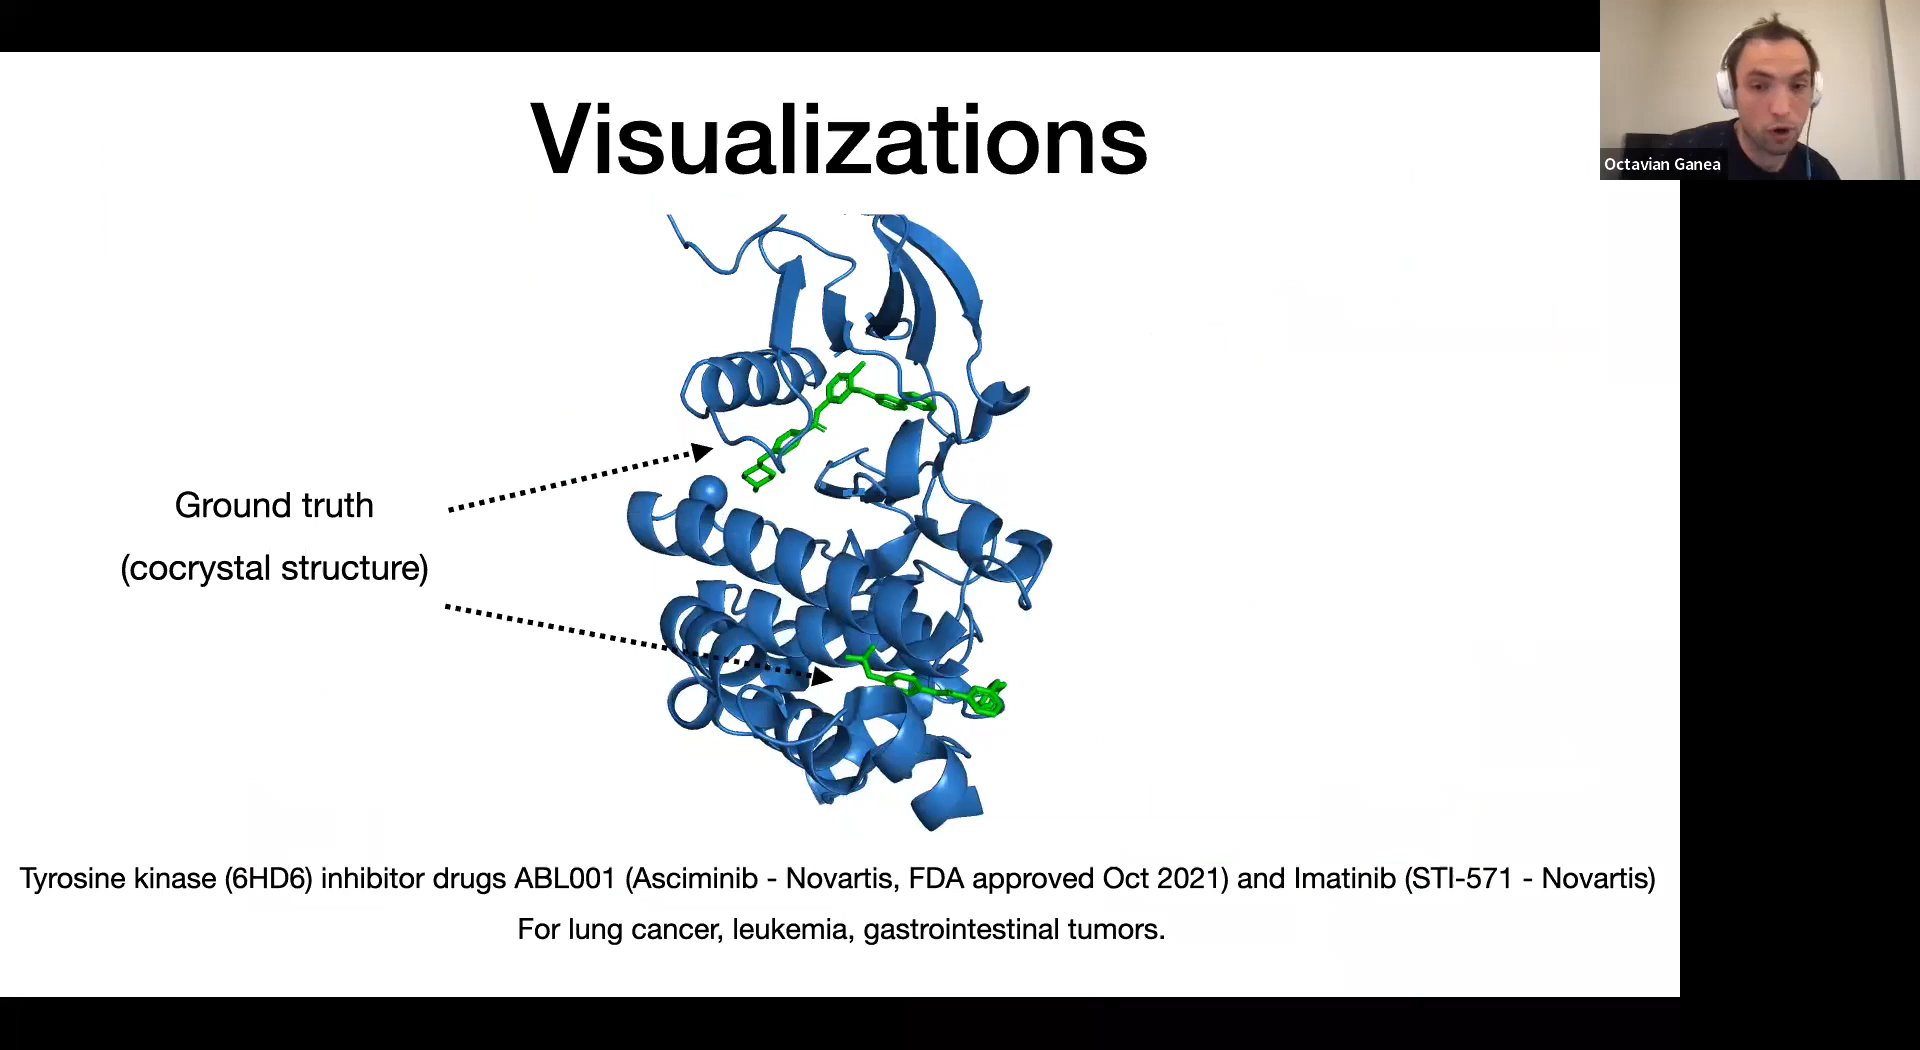 Visualizations
Octavian Ganea
Ground truth
(cocrystal structure)
Tyrosine kinase (6HD6) inhibitor drugs ABL001 (Asciminib - Novartis, FDA approved Oct 2021) and Imatinib (STI-571 - Novartis)
For lung cancer, leukemia, gastrointestinal tumors.